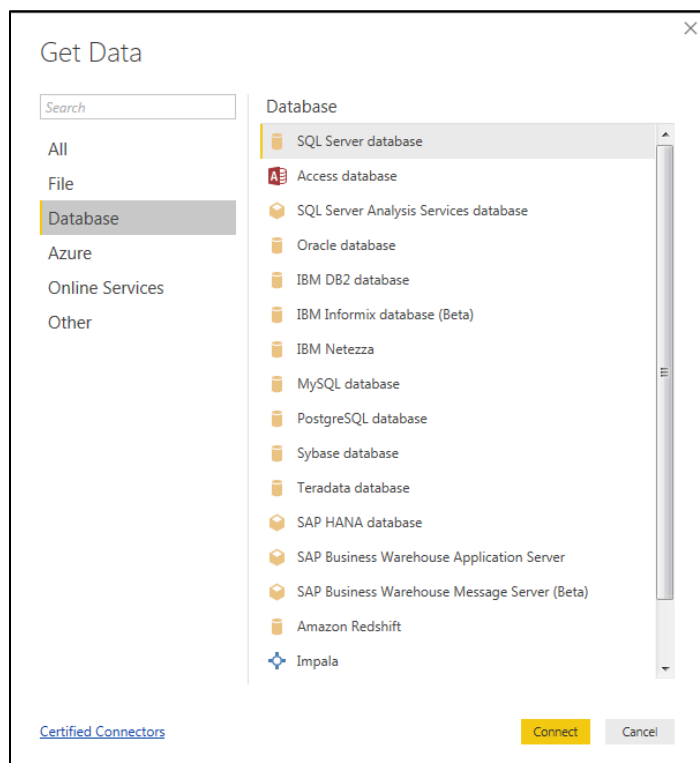 Get Data
Search
All
File
Database
Azure
Online Services
Other
Database
SQL Server database
Access database
SQL Server Analysis Services database
Oracle database
IBM DB2 database
IBM Informix database (Beta)
IBM Netezza
MySQL database
PostgreSQL database
Sybase database
Teradata database
SAP HANA database
SAP Business Warehouse Application Server
SAP Business Warehouse Message Server (Beta)
Amazon Redshift
Impala
Certified Connectors
Connect
Cancel